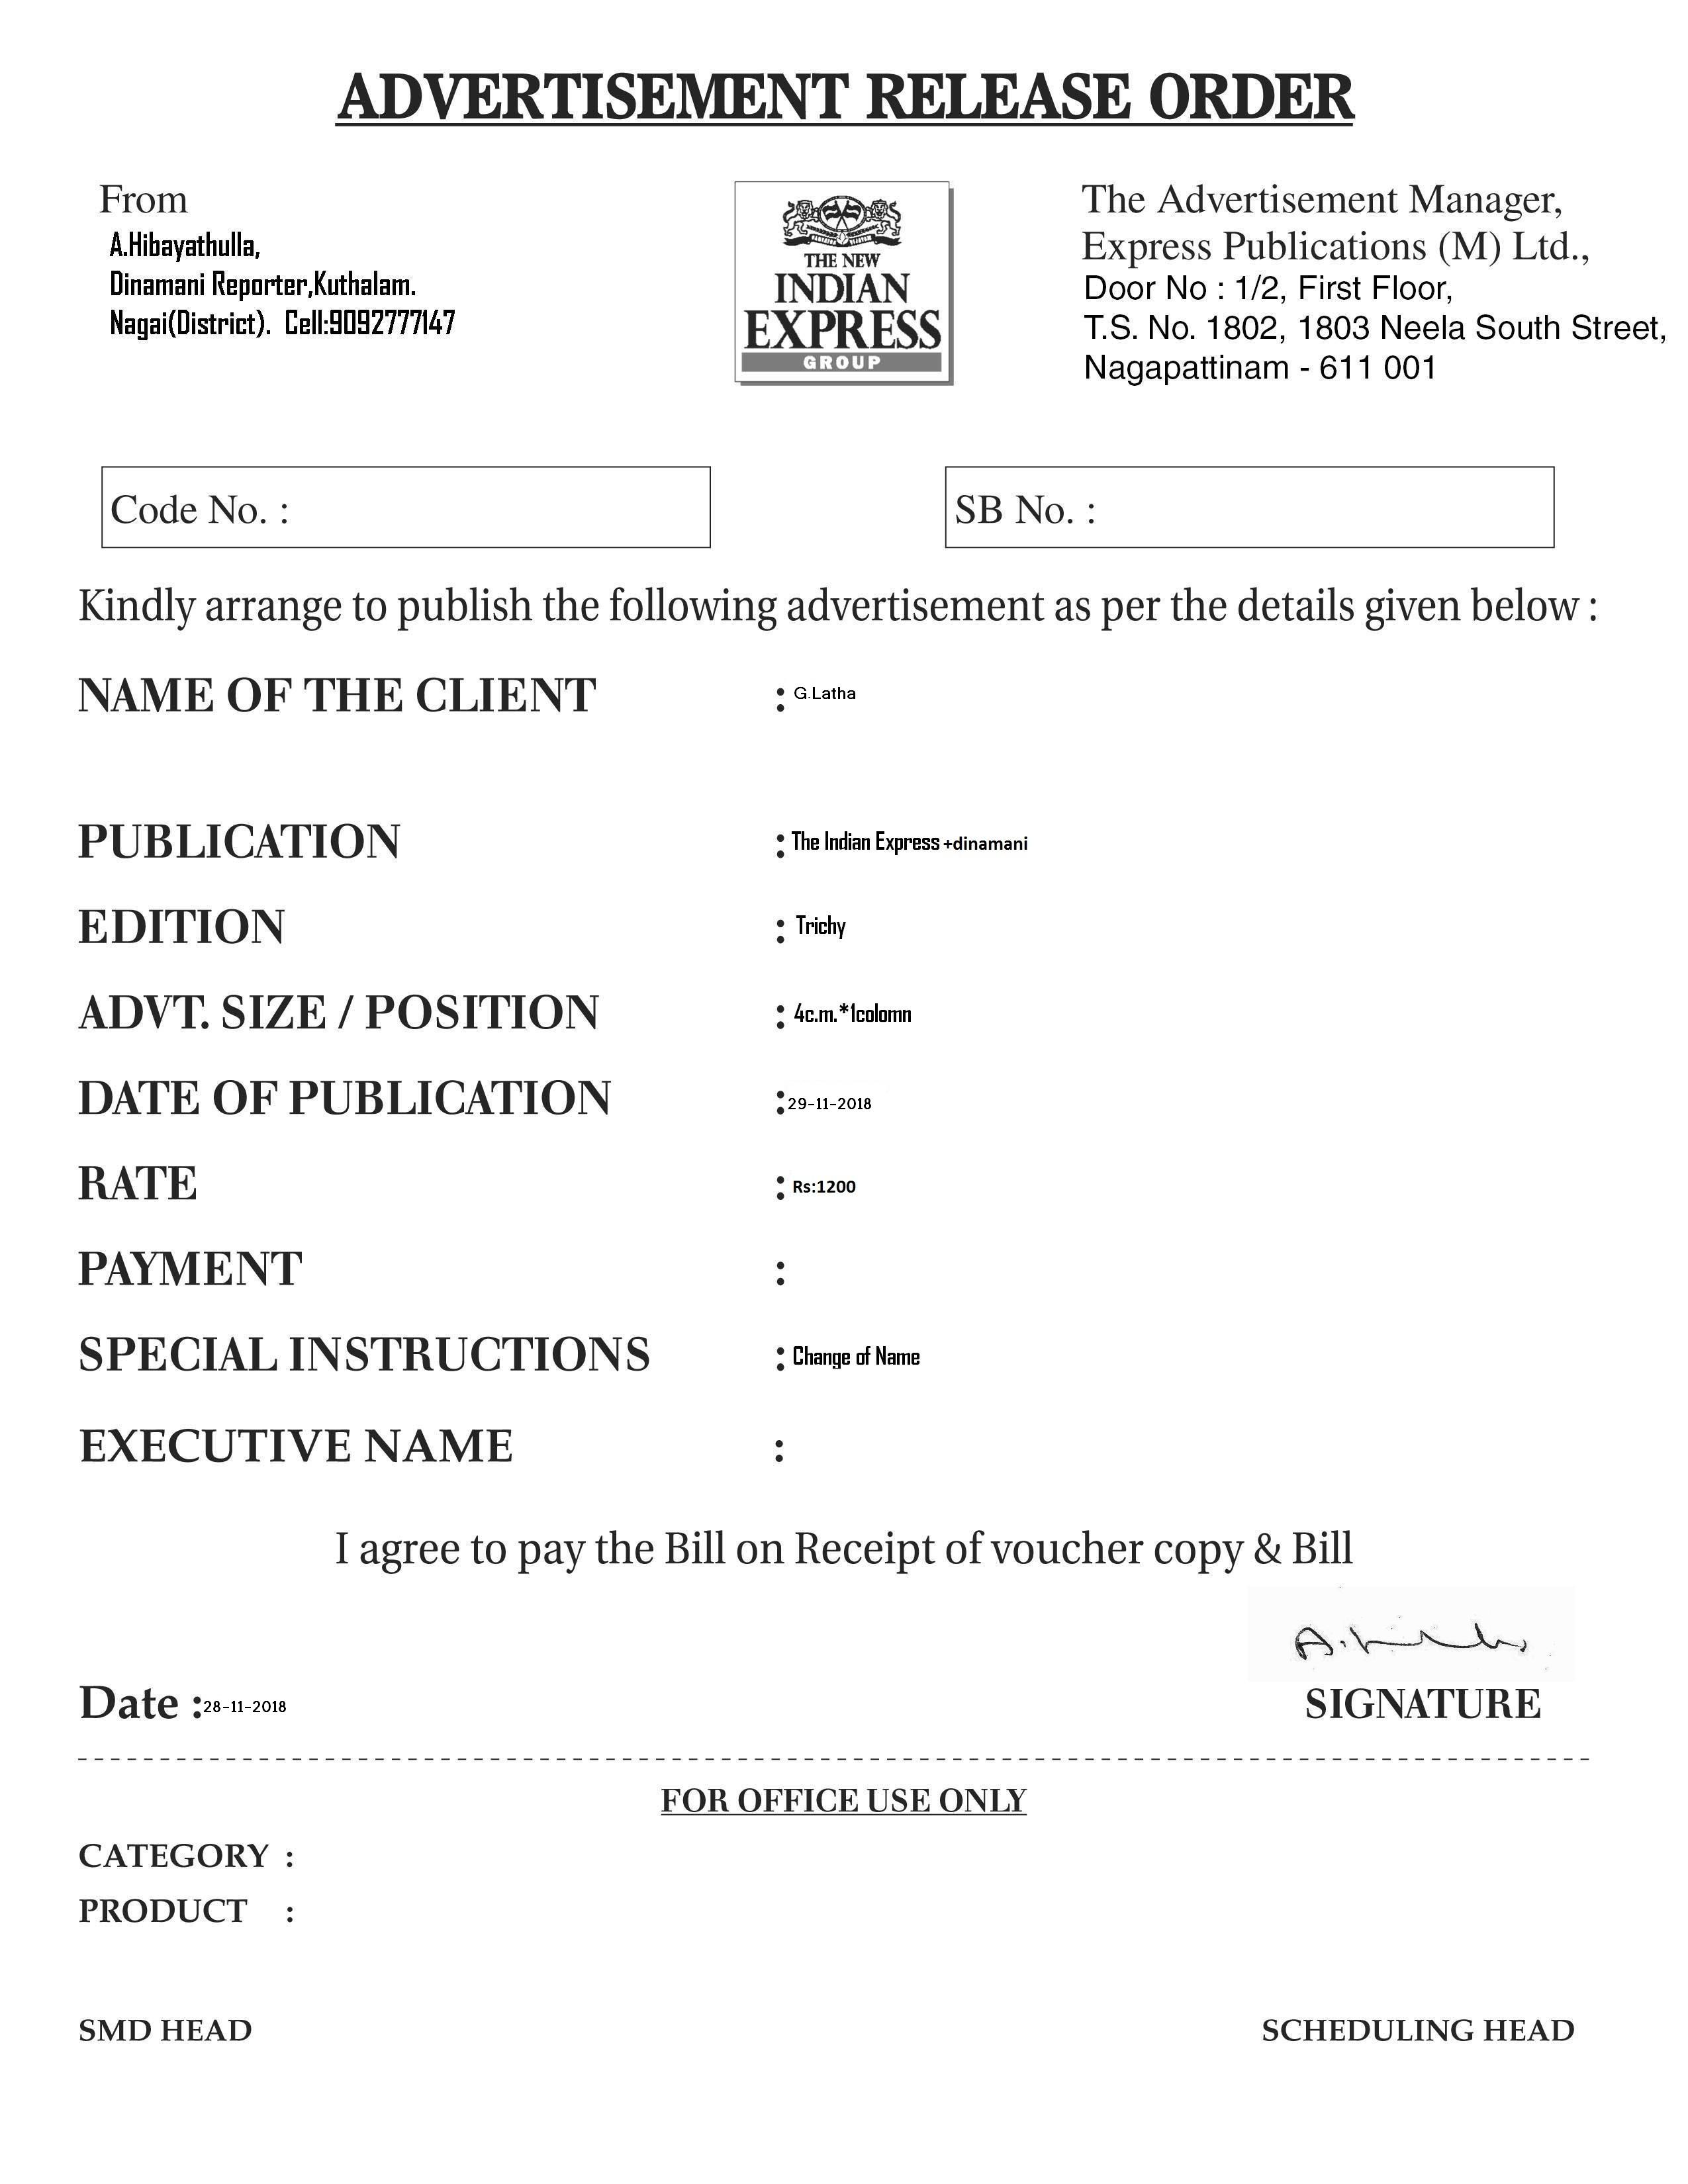 ADVERTISEMENT RELEASE ORDER
From
A.Hibayathulla,
Dinamani Reporter,Kuthalam.
Nagai(District). Cell:9092777147
THE NEW
INDIAN
EXPRESS
GROUP
The Advertisement Manager,
Express Publications (M) Ltd.,
Door No : 1/2, First Floor,
T.S. No. 1802, 1803 Neela South Street,
Nagapattinam - 611 001
Code No. :
SB No. :
Kindly arrange to publish the following advertisement as per the details given below :
NAME OF THE CLIENT : G.Latha
PUBLICATION : The Indian Express +dinamani
EDITION : Trichy
ADVT. SIZE / POSITION : 4c.m.*1colomn
DATE OF PUBLICATION : 29-11-2018
RATE : Rs:1200
PAYMENT :
SPECIAL INSTRUCTIONS : Change of Name
EXECUTIVE NAME :
I agree to pay the Bill on Receipt of voucher copy & Bill
Date :28-11-2018
SIGNATURE
FOR OFFICE USE ONLY
CATEGORY :
PRODUCT :
SMD HEAD
SCHEDULING HEAD